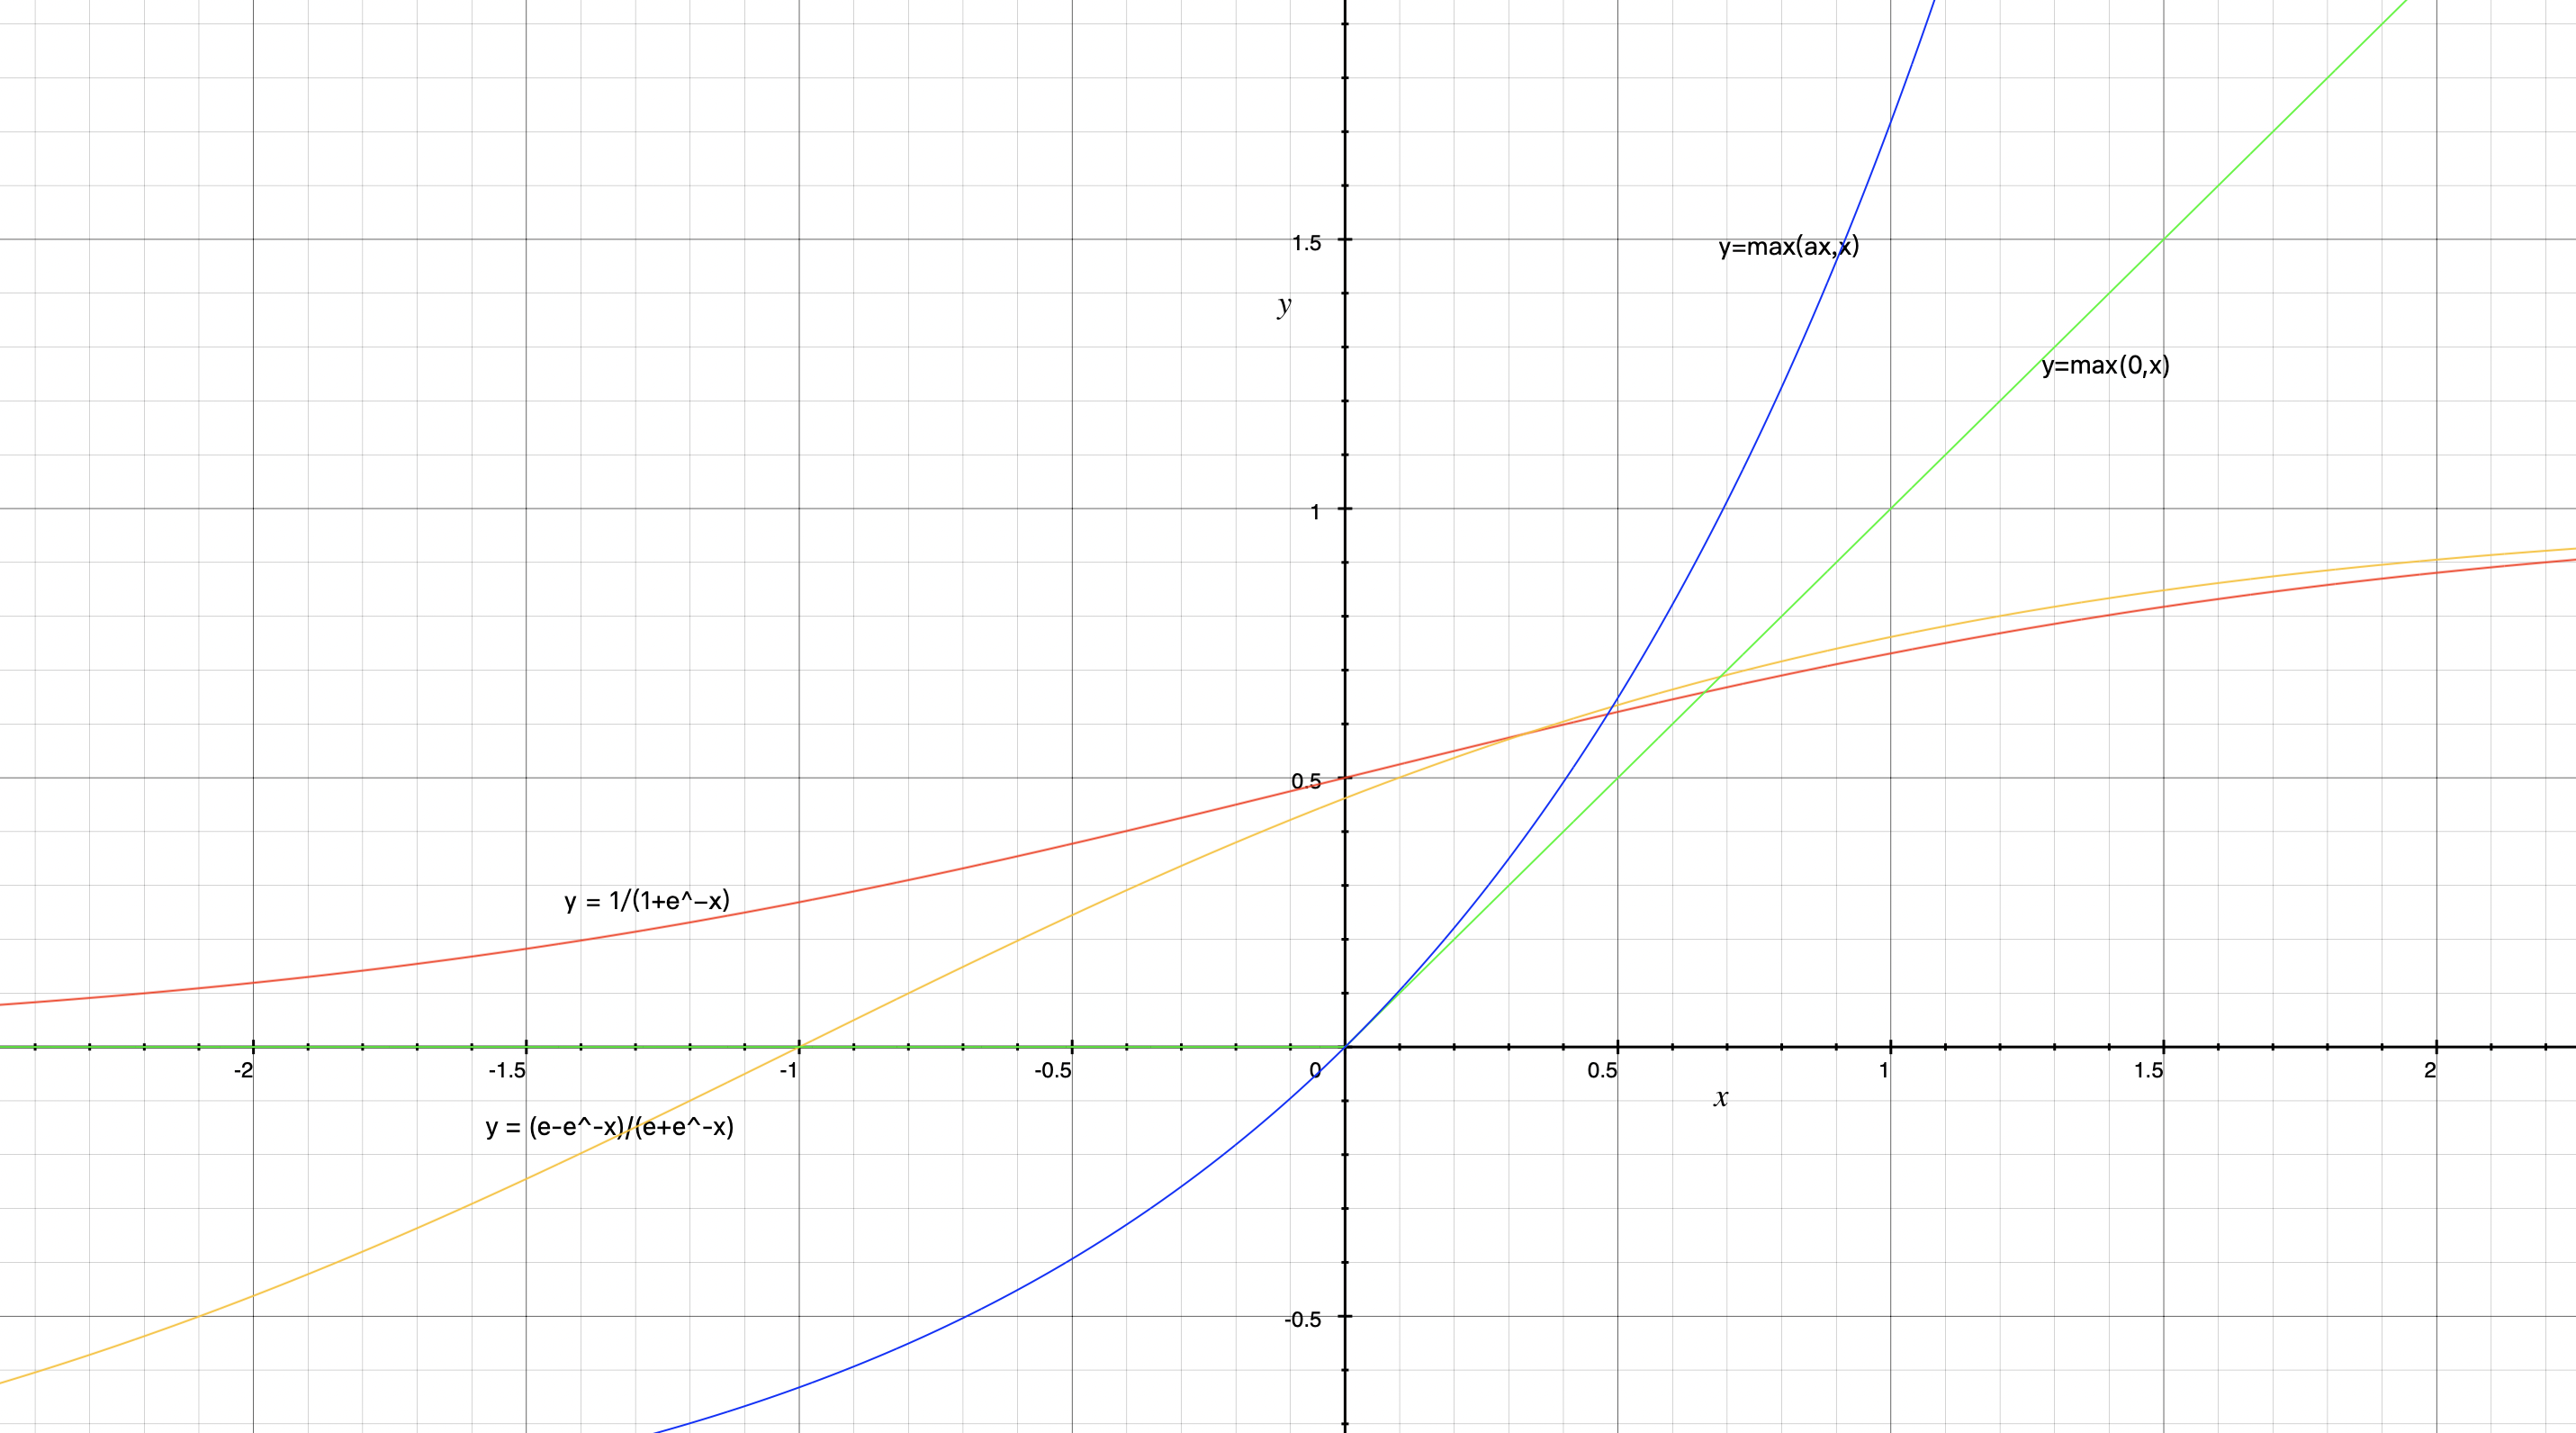 1.5
y=max(ax,x)
y
y=max(0,x)
1
0.5
y = 1/(1+e^−x)
-2
-1.5
-1
-0.5
0
0.5
1
1.5
2
x
y = (e-e^-x)/(e+e^-x)
-0.5